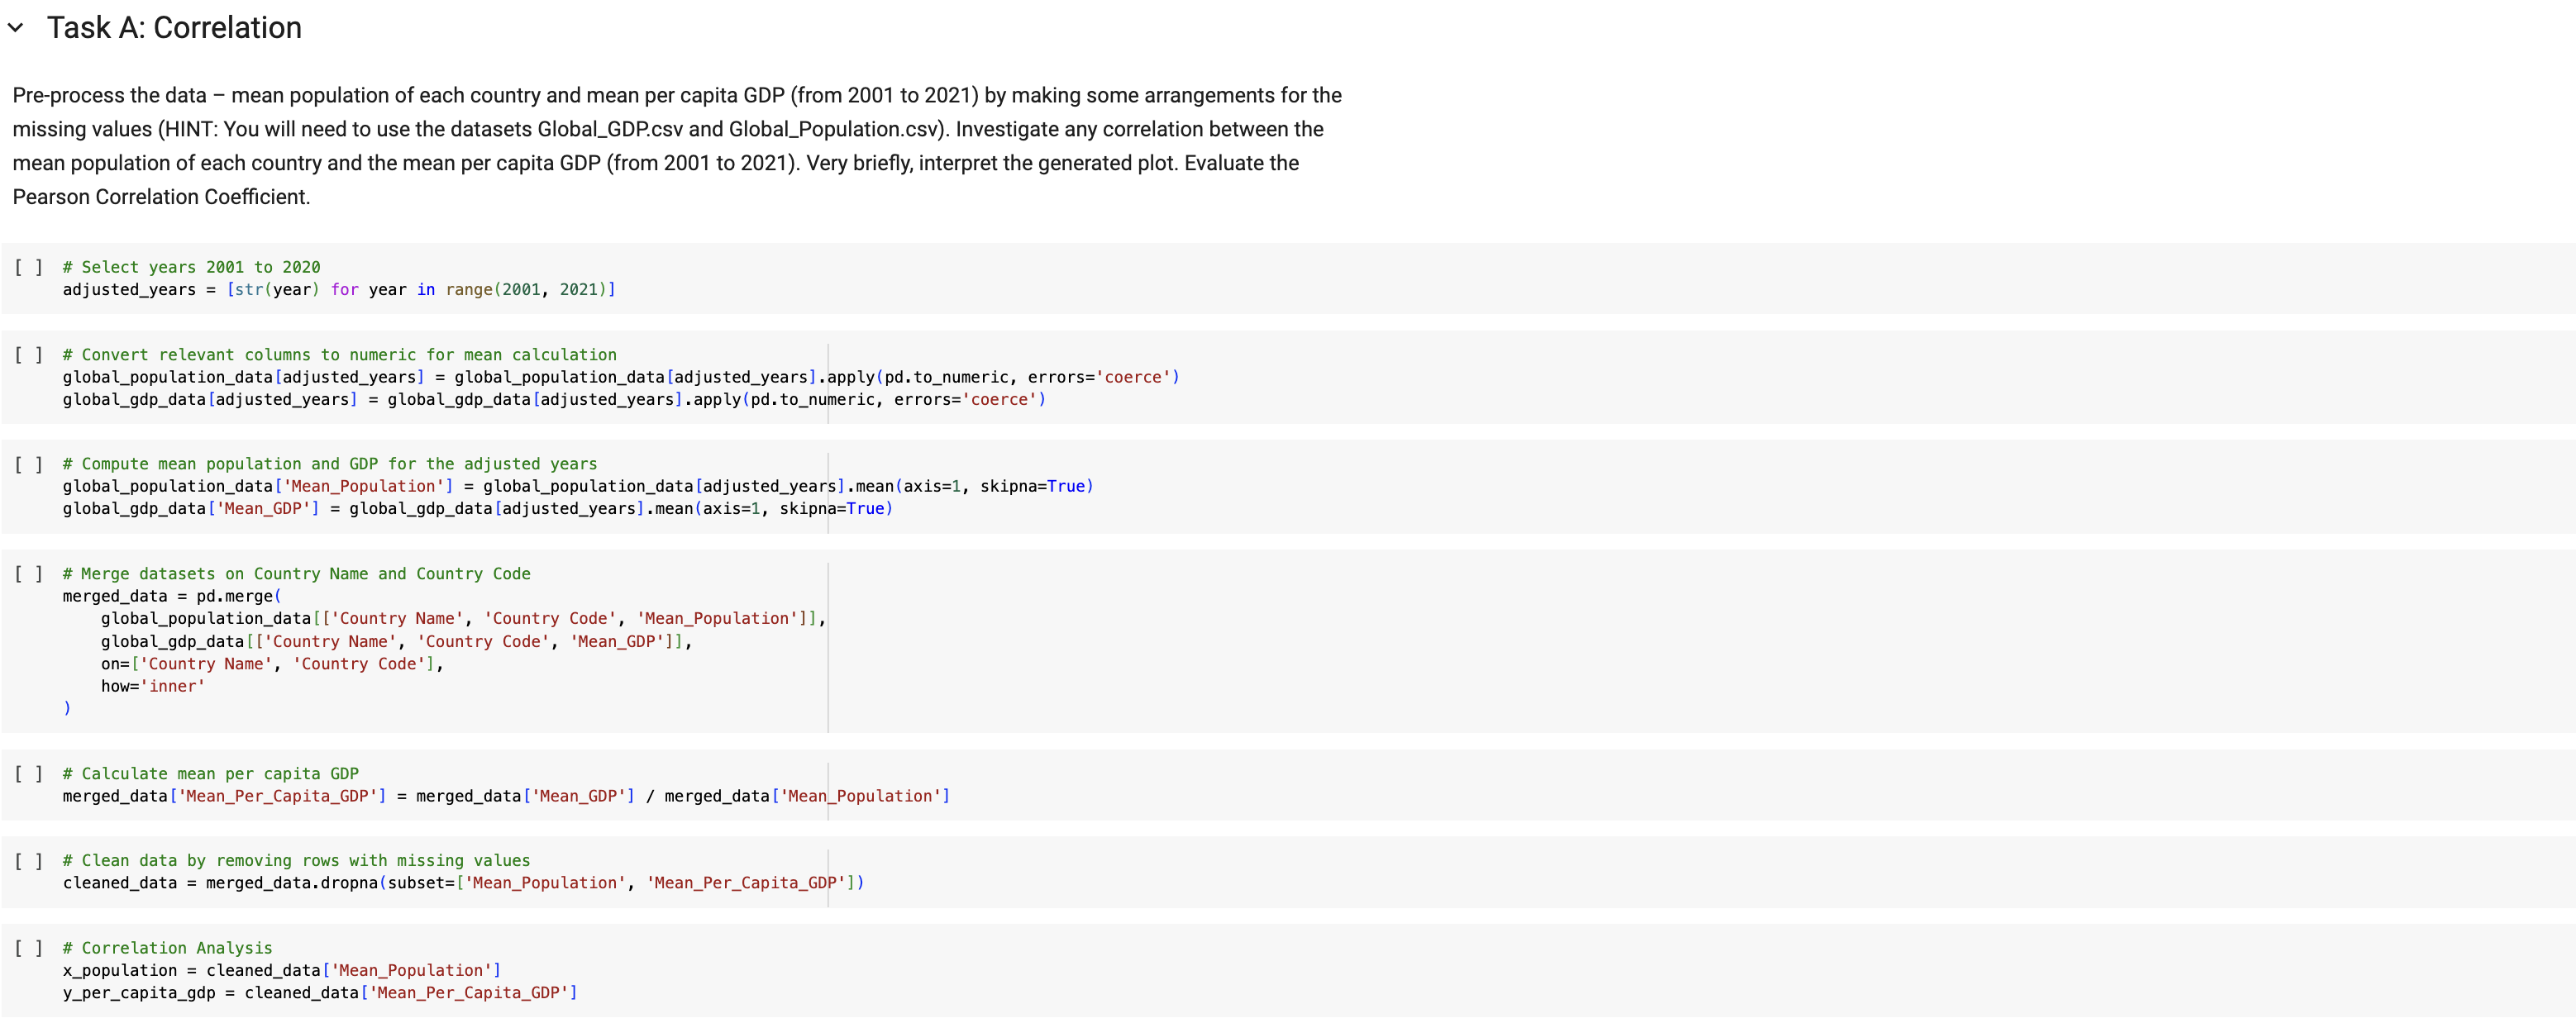 Task A: Correlation
Pre-process the data – mean population of each country and mean per capita GDP (from 2001 to 2021) by making some arrangements for the
missing values (HINT: You will need to use the datasets Global_GDP.csv and Global_Population.csv). Investigate any correlation between the
mean population of each country and the mean per capita GDP (from 2001 to 2021). Very briefly, interpret the generated plot. Evaluate the
Pearson Correlation Coefficient.
[ ] # Select years 2001 to 2020
adjusted_years = [str(year) for year in range(2001, 2021)]
[ ] # Convert relevant columns to numeric for mean calculation
global_population_data[adjusted_years] = global_population_data[adjusted_years].apply(pd.to_numeric, errors='coerce')
global_gdp_data[adjusted_years] = global_gdp_data[adjusted_years].apply(pd.to_numeric, errors='coerce')
[ ] # Compute mean population and GDP for the adjusted years
global_population_data['Mean_Population'] = global_population_data[adjusted_years].mean(axis=1, skipna=True)
global_gdp_data['Mean_GDP'] = global_gdp_data[adjusted_years].mean(axis=1, skipna=True)
[ ] # Merge datasets on Country Name and Country Code
merged_data = pd.merge(
    global_population_data[['Country Name', 'Country Code', 'Mean_Population']],
    global_gdp_data[['Country Name', 'Country Code', 'Mean_GDP']],
    on=['Country Name', 'Country Code'],
    how='inner'
)
[ ] # Calculate mean per capita GDP
merged_data['Mean_Per_Capita_GDP'] = merged_data['Mean_GDP'] / merged_data['Mean_Population']
[ ] # Clean data by removing rows with missing values
cleaned_data = merged_data.dropna(subset=['Mean_Population', 'Mean_Per_Capita_GDP'])
[ ] # Correlation Analysis
x_population = cleaned_data['Mean_Population']
y_per_capita_gdp = cleaned_data['Mean_Per_Capita_GDP']